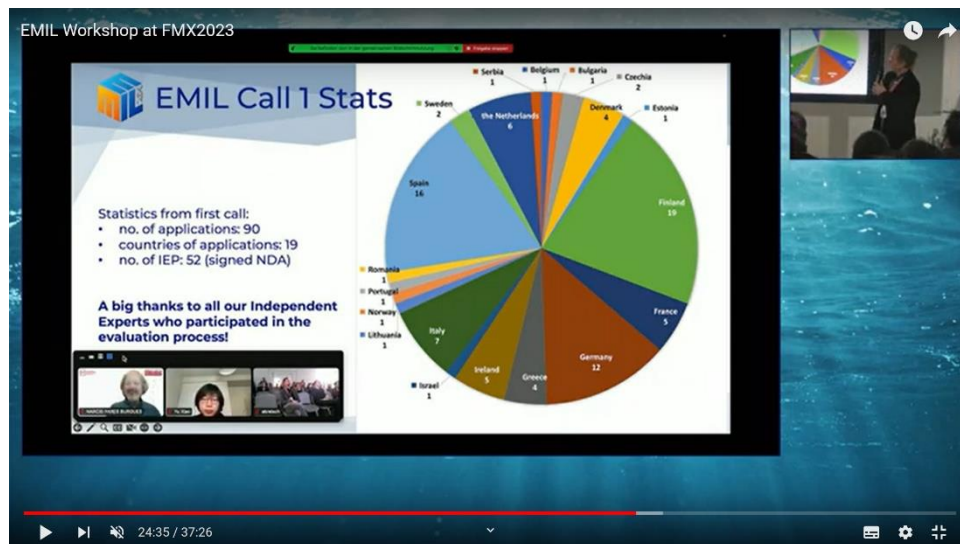 EMIL Workshop at FMX2023
EMIL Call 1 Stats
Statistics from first call:
• no. of applications: 90
• countries of applications: 19
• no. of IEP: 52 (signed NDA)
A big thanks to all our Independent
Experts who participated in the
evaluation process!
Serbia
1
Belgium
1
Bulgaria
1
Czechia
2
Denmark
4
Estonia
1
Finland
19
France
5
Germany
12
Greece
4
Ireland
5
Israel
1
Italy
7
Lithuania
1
Norway
1
Portugal
1
Romania
1
Spain
16
Sweden
2
the Netherlands
6
24:35 / 37:26